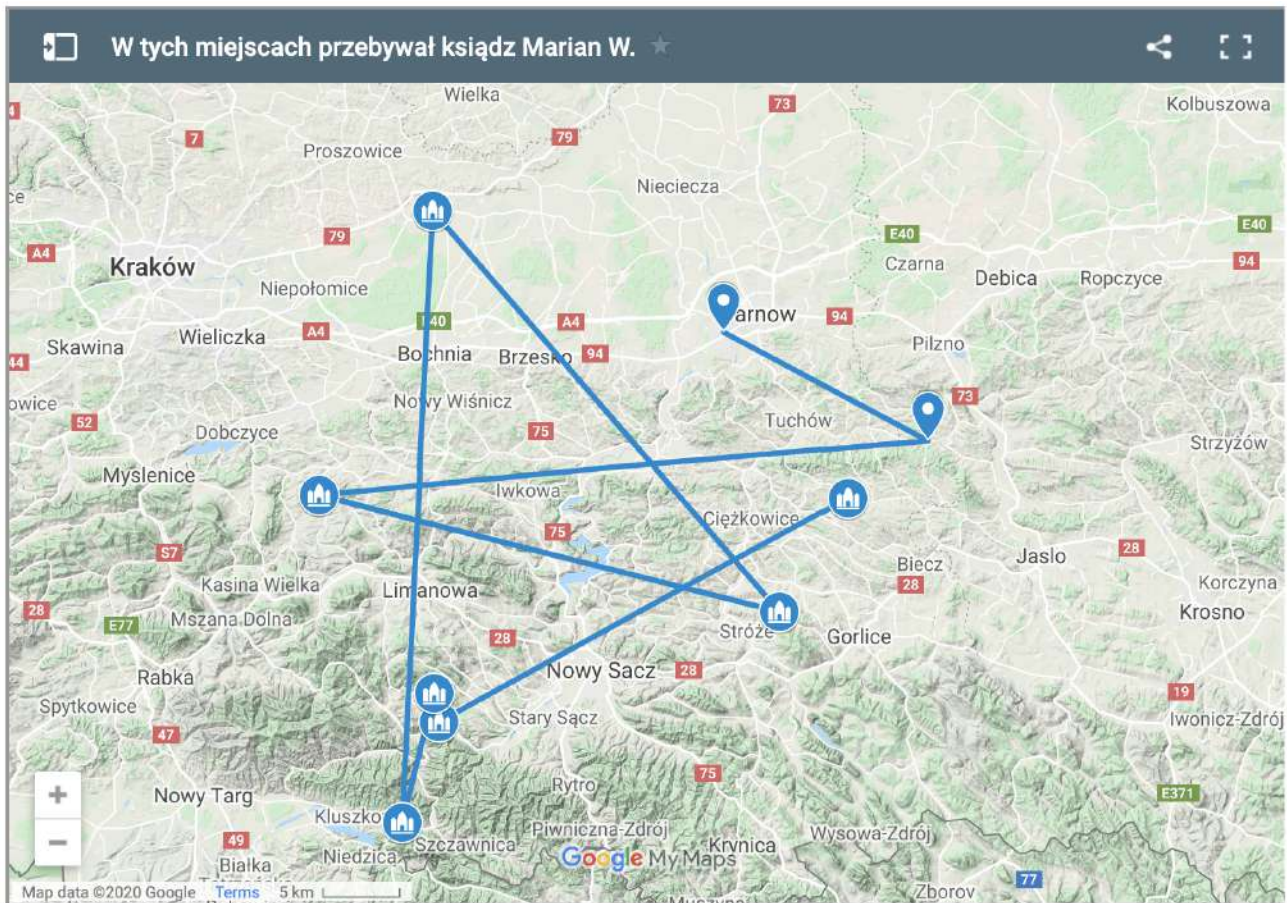 W tych miejscach przebywał ksiądz Marian W.
Wielka
73
Kolbuszowa
7
79
Proszowice
Nieciecza
79
E40
E40
A4
Kraków
Czarna
Debica
Ropczyce
94
Niepołomice
A4
A4
arnow
94
Skawina
Wieliczka
Bochnia
Brzesko
94
Pilzno
44
Nowy Wiśnicz
73
52
Dobczyce
75
Tuchów
Strzyżów
Myslenice
Iwkowa
Ciężkowice
75
S7
Biecz
Jaslo
28
Kasina Wielka
Limanowa
28
Korczyna
28
Mszana Dolna
Stróże
Gorlice
Krosno
E77
28
Nowy Sacz
28
Rabka
19
Spytkowice
Stary Sącz
Iwonicz-Zdrój
47
75
Rytro
Nowy Targ
E371
Kluszko
Piwniczna-Zdrój
Wysowa-Zdrój
49
Niedzica
Szczawnica
Google My Maps
Krynica
Białka
77
Map data ©2020 Google
Terms
5 km
Zborov